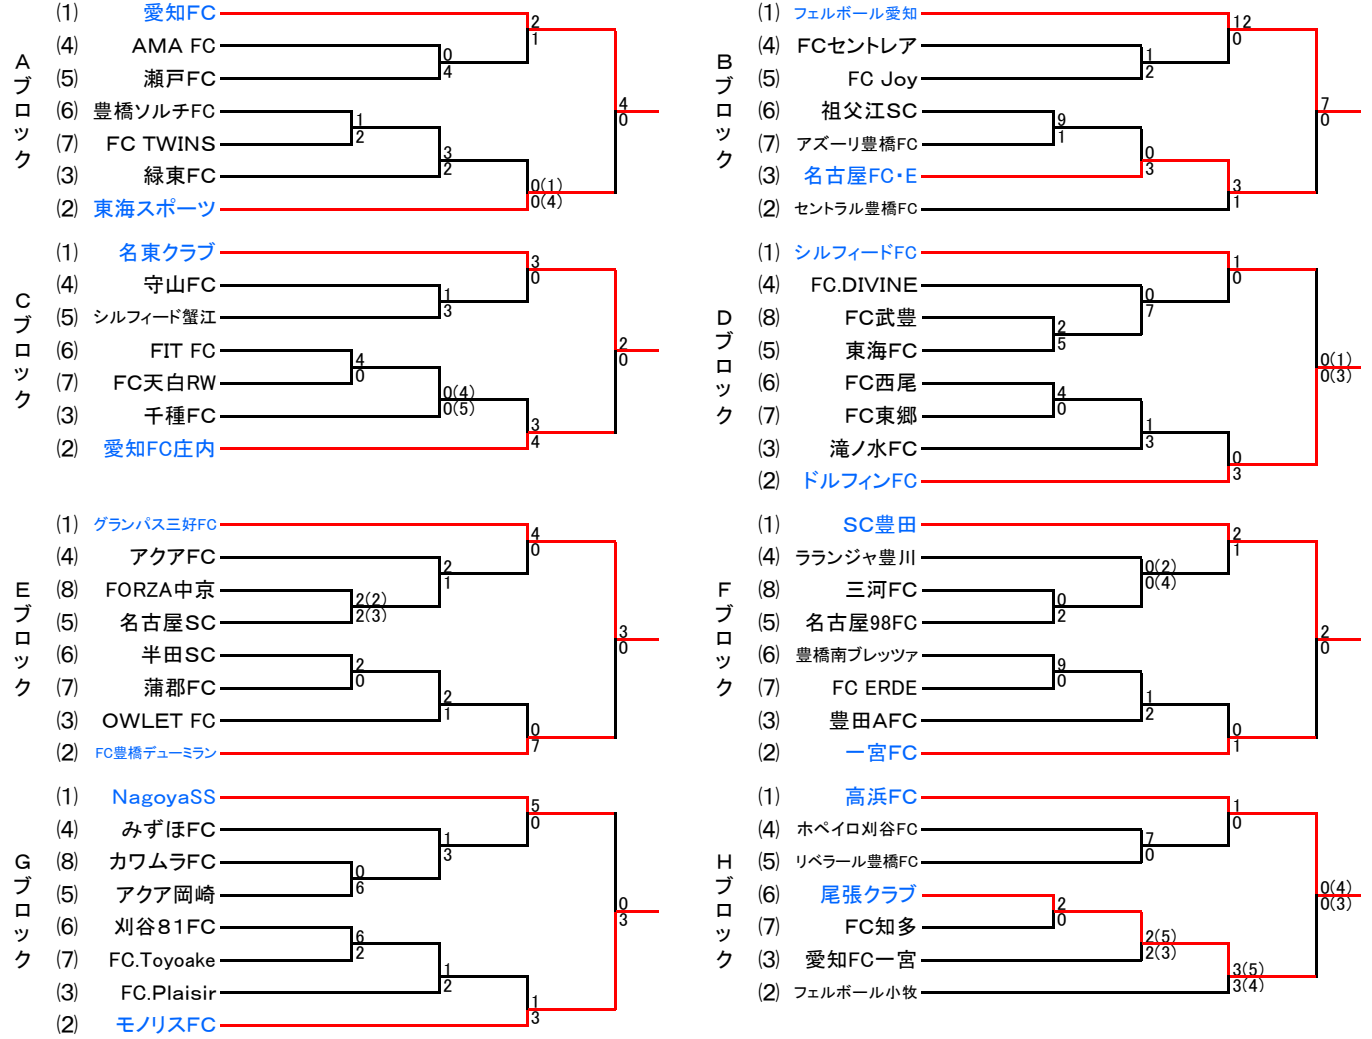 Aブロック
(1) 愛知FC
(4) AMA FC
(5) 瀬戸FC
(6) 豊橋ソルチFC
(7) FC TWINS
(3) 緑東FC
(2) 東海スポーツ
2
1
0
4
1
2
3
2
0(1)
0(4)
4
0
Bブロック
(1) フェルボール愛知
(4) FCセントレア
(5) FC Joy
(6) 祖父江SC
(7) アズーリ豊橋FC
(3) 名古屋FC・E
(2) セントラル豊橋FC
12
0
1
2
9
1
0
3
3
1
7
0
Cブロック
(1) 名東クラブ
(4) 守山FC
(5) シルフィード蟹江
(6) FIT FC
(7) FC天白RW
(3) 千種FC
(2) 愛知FC庄内
3
0
1
3
4
0
0(4)
0(5)
3
4
2
0
Dブロック
(1) シルフィードFC
(4) FC.DIVINE
(8) FC武豊
(5) 東海FC
(6) FC西尾
(7) FC東郷
(3) 滝ノ水FC
(2) ドルフィンFC
1
0
0
7
2
5
4
0
1
3
0
3
0(1)
0(3)
Eブロック
(1) グランパス三好FC
(4) アクアFC
(8) FORZA中京
(5) 名古屋SC
(6) 半田SC
(7) 蒲郡FC
(3) OWLET FC
(2) FC豊橋デューミラン
4
0
2
1
2(2)
2(3)
2
0
2
1
0
7
3
0
Fブロック
(1) SC豊田
(4) ラランジャ豊川
(8) 三河FC
(5) 名古屋98FC
(6) 豊橋南ブレッツァ
(7) FC ERDE
(3) 豊田AFC
(2) 一宮FC
2
1
0(2)
0(4)
0
2
9
0
1
2
0
1
2
0
Gブロック
(1) NagoyaSS
(4) みずほFC
(8) カワムラFC
(5) アクア岡崎
(6) 刈谷81FC
(7) FC.Toyoake
(3) FC.Plaisir
(2) モノリスFC
5
0
1
3
0
6
6
2
1
2
1
3
0
3
Hブロック
(1) 高浜FC
(4) ホペイロ刈谷FC
(5) リベラール豊橋FC
(6) 尾張クラブ
(7) FC知多
(3) 愛知FC一宮
(2) フェルボール小牧
1
0
7
0
2
0
2(5)
2(3)
3(5)
3(4)
0(4)
0(3)